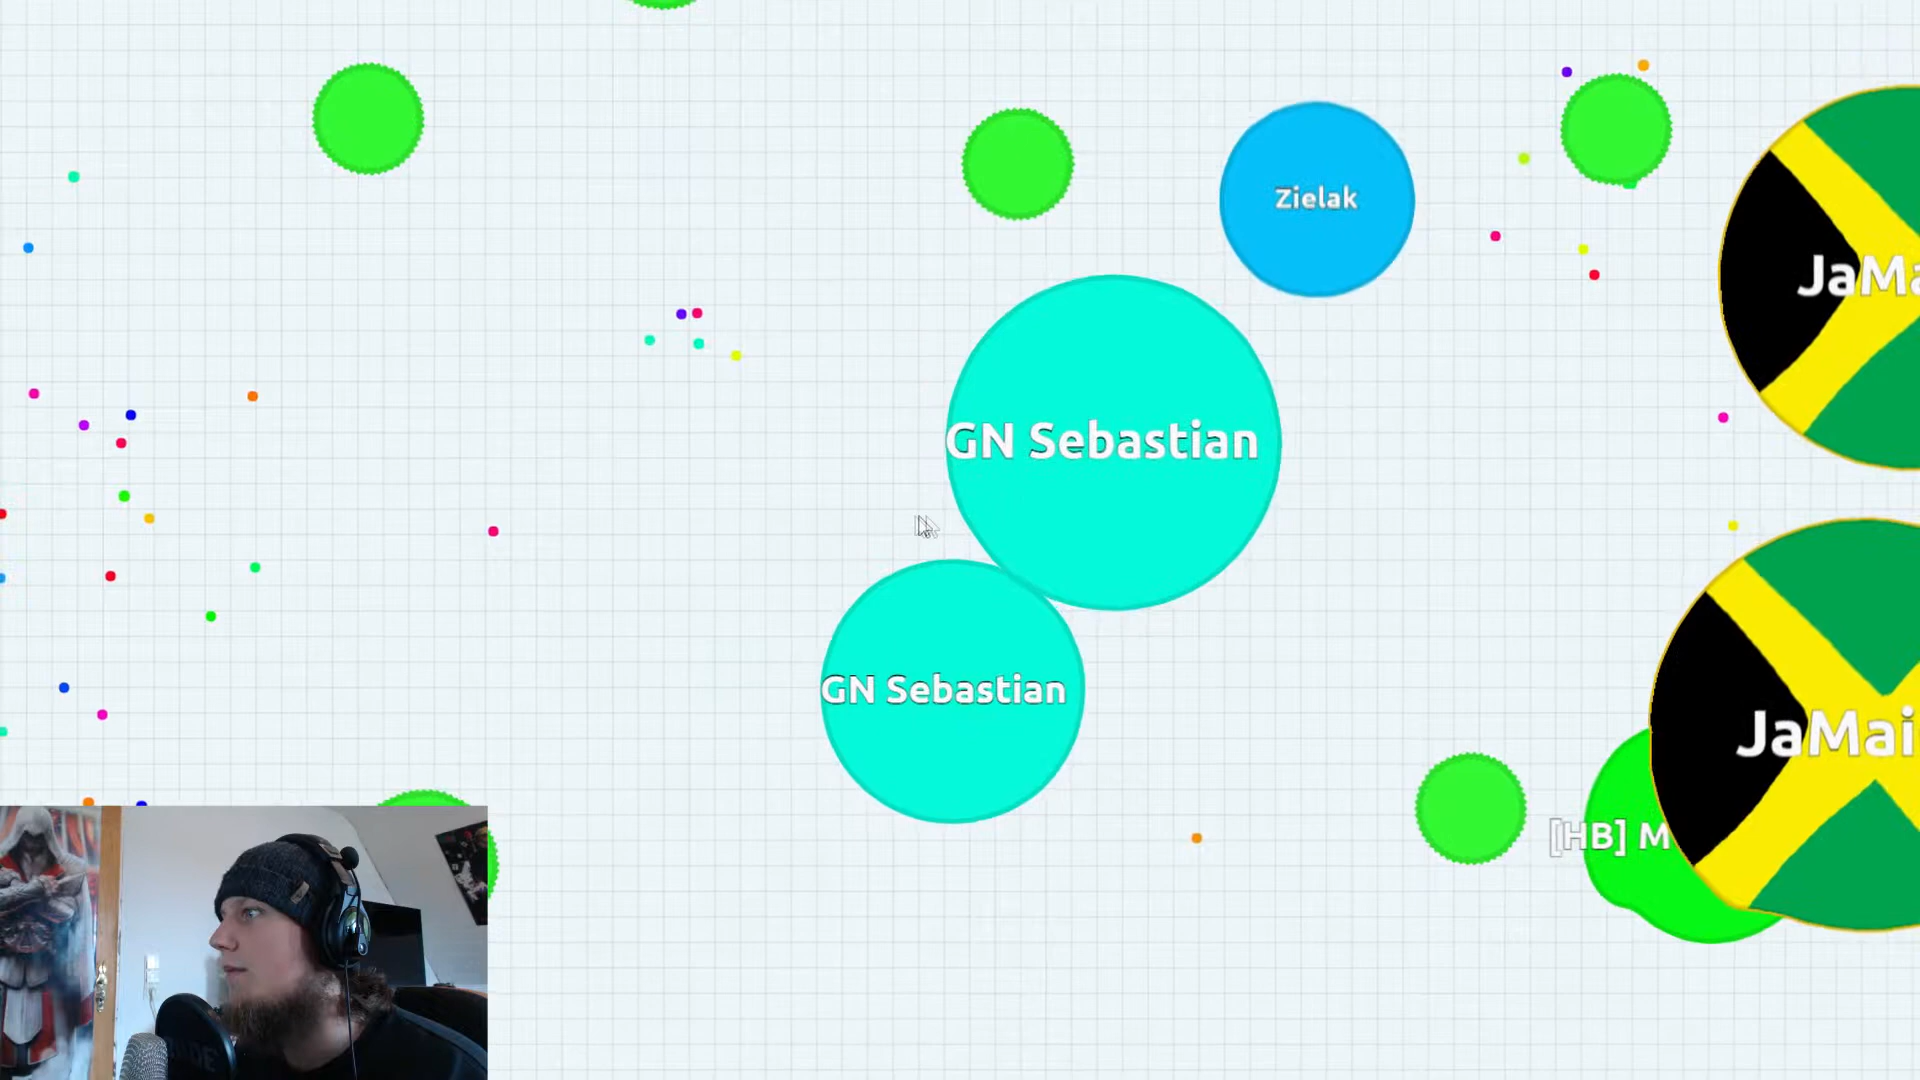 Zielak
JaMa
GN Sebastian
GN Sebastian
JaMai
[HB] M